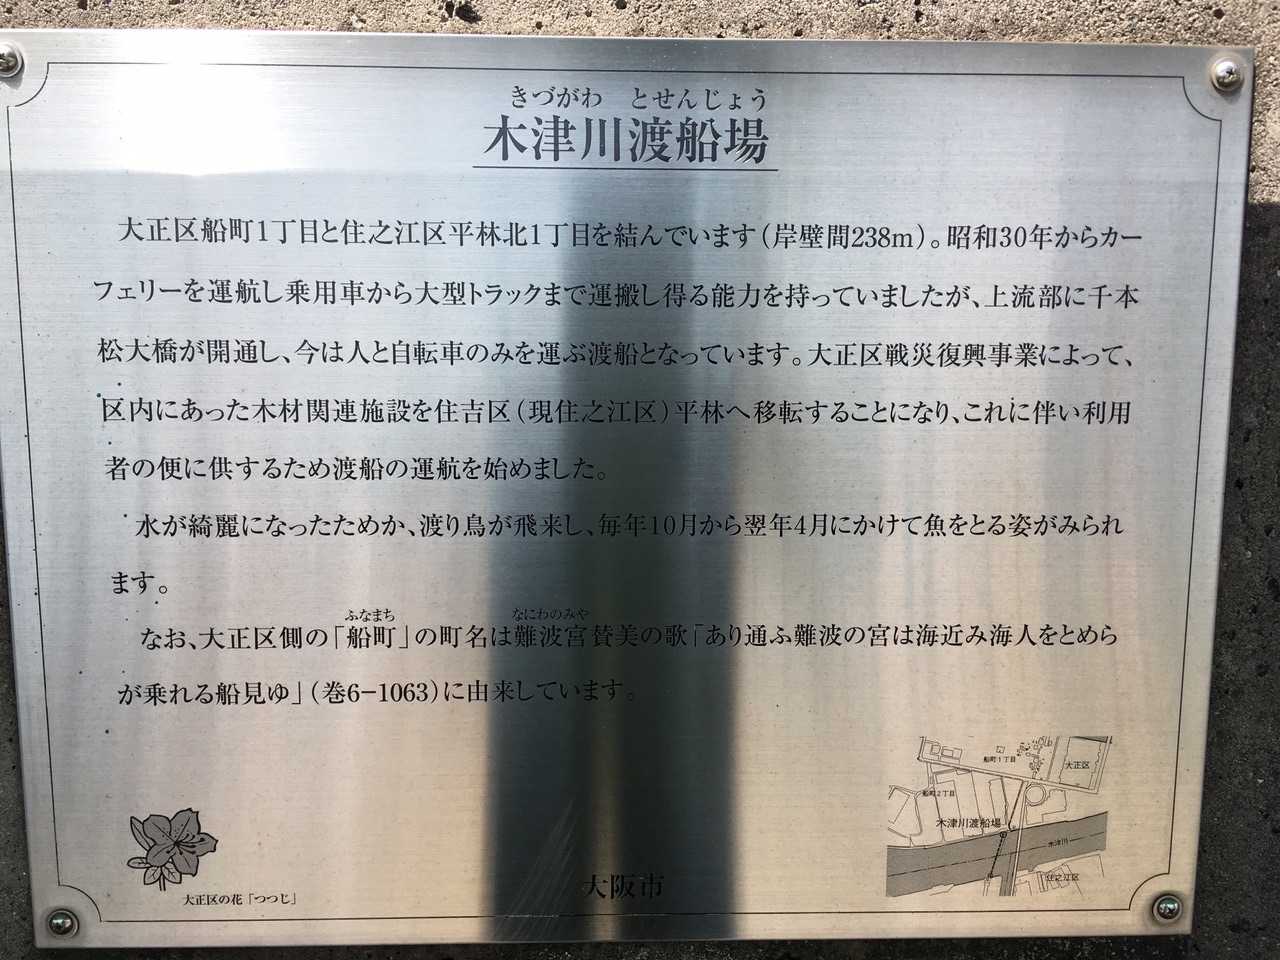 きづがわ とせんじょう
木津川渡船場
大正区船町1丁目と住之江区平林北1丁目を結んでいます(岸壁間238m)。昭和30年からカー
フェリーを運航し乗用車から大型トラックまで運搬し得る能力を持っていましたが、上流部に千本
松大橋が開通し、今は人と自転車のみを運ぶ渡船となっています。大正区戦災復興事業によって、
区内にあった木材関連施設を住吉区(現住之江区)平林へ移転することになり、これに伴い利用
者の便に供するため渡船の運航を始めました。
水が綺麗になったためか、渡り鳥が飛来し、毎年10月から翌年4月にかけて魚をとる姿がみられ
ます。
ふなまち なにわのみや
なお、大正区側の「船町」の町名は難波宮賛美の歌「あり通ふ難波の宮は海近み海人をとめら
が乗れる船見ゆ」(巻6-1063)に由来しています。
船町1丁目
大正区
船町2丁目
木津川渡船場
木津川
住之江区
大正区の花「つつじ」
大阪市